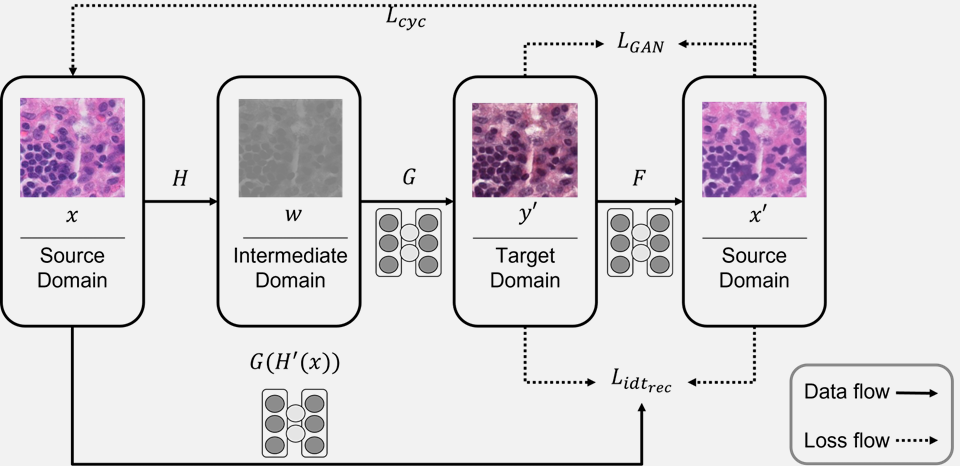 L_{cyc}
L_{GAN}
H
G
F
x
w
y′
x′
Source
Domain
Intermediate
Domain
Target
Domain
Source
Domain
G(H′(x))
L_{idt_{rec}}
Data flow
Loss flow